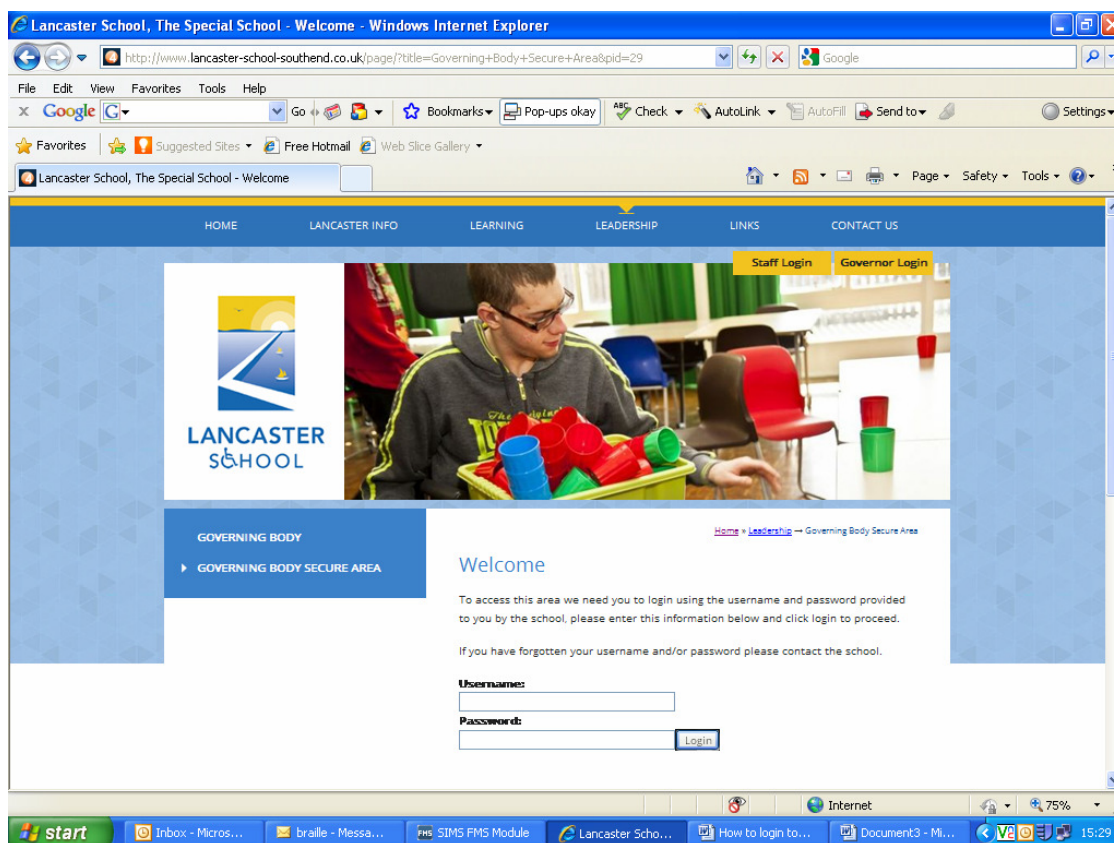 Lancaster School, The Special School - Welcome - Windows Internet Explorer
http://www.lancaster-school-southend.co.uk/page/?title=Governing+Body+Secure+Area&pid=29
Google
File Edit View Favorites Tools Help
x Google G Go Bookmarks Pop-ups okay ABC Check AutoLink AutoFill Send to Settings
Favorites Suggested Sites Free Hotmail Web Slice Gallery
Lancaster School, The Special School - Welcome
Page Safety Tools
HOME LANCASTER INFO LEARNING LEADERSHIP LINKS CONTACT US
Staff Login Governor Login
LANCASTER
SCHOOL
GOVERNING BODY
GOVERNING BODY SECURE AREA
Home » Leadership → Governing Body Secure Area
Welcome
To access this area we need you to login using the username and password provided
to you by the school, please enter this information below and click login to proceed.
If you have forgotten your username and/or password please contact the school.
Username:
Password:
Login
Internet 75%
start Inbox - Micros... braille - Messa... FMS SIMS FMS Module Lancaster Scho... How to login to... Document3 - Mi... 15:29